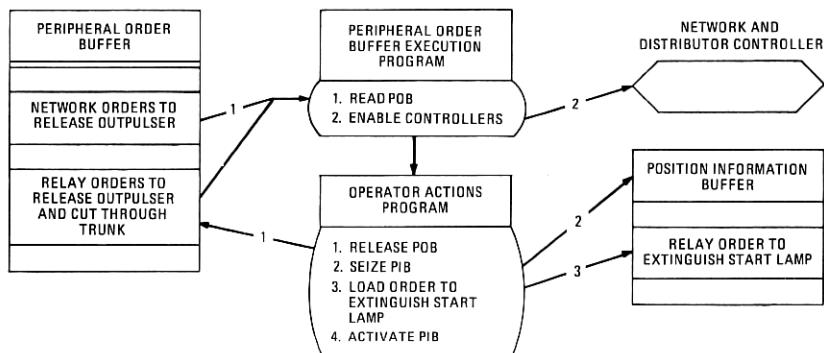 PERIPHERAL ORDER
BUFFER
NETWORK ORDERS TO
RELEASE OUTPULSER
RELAY ORDERS TO
RELEASE OUTPULSER
AND CUT THROUGH
TRUNK
1
1
PERIPHERAL ORDER
BUFFER EXECUTION
PROGRAM
1. READ POB
2. ENABLE CONTROLLERS
2
OPERATOR ACTIONS
PROGRAM
1. RELEASE POB
2. SEIZE PIB
3. LOAD ORDER TO
EXTINGUISH START
LAMP
4. ACTIVATE PIB
2
3
NETWORK AND
DISTRIBUTOR CONTROLLER
POSITION INFORMATION
BUFFER
RELAY ORDER TO
EXTINGUISH START LAMP